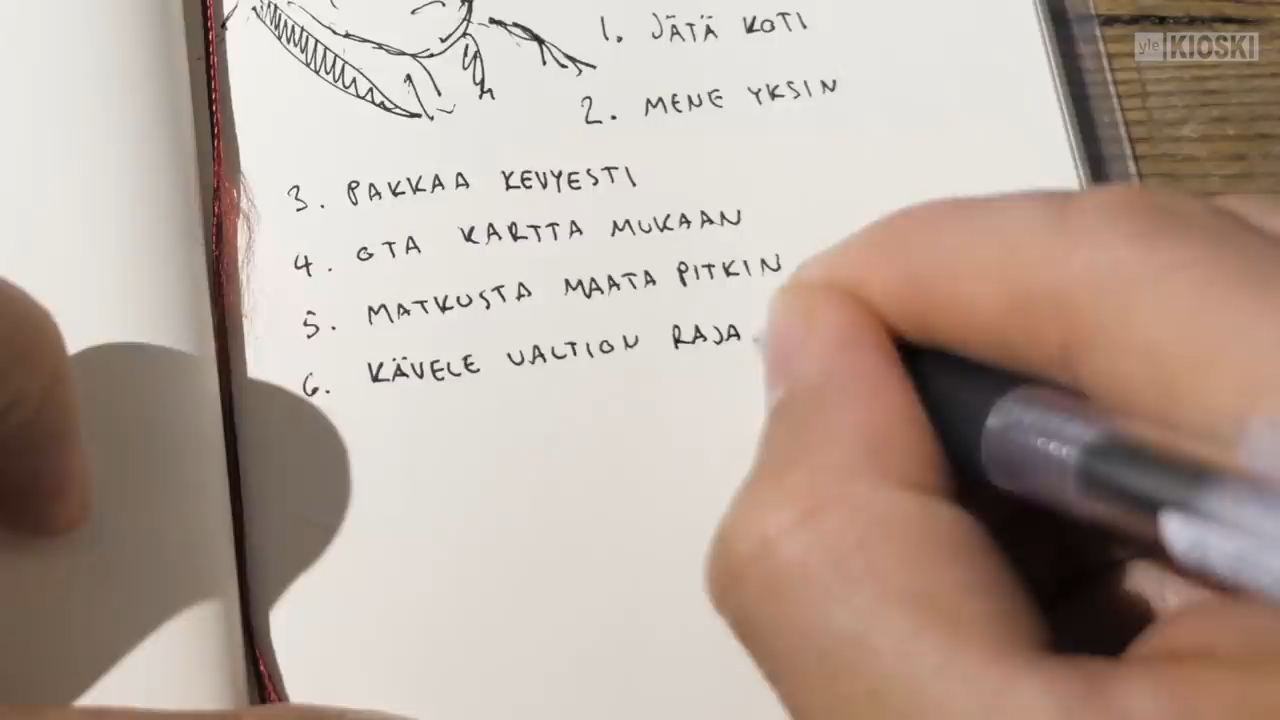 yle KIOSKI
1. JÄTÄ KOTI
2. MENE YKSIN
3. PAKKAA KEVYESTI
4. OTA KARTTA MUKAAN
5. MATKUSTA MAATA PITKIN
6. KÄVELE VALTION RAJA